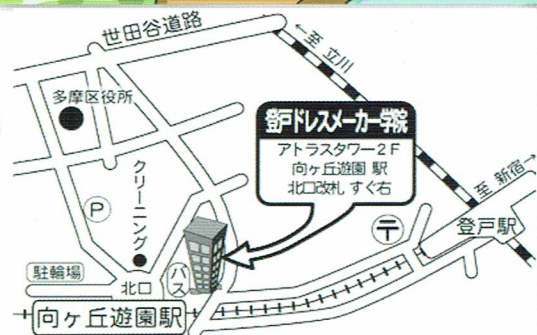 世田谷道路
←至 立川
多摩区役所
登戸ドレスメーカー学院
アトラスタワー2F
向ヶ丘遊園 駅
北口改札 すぐ右
クリーニング
P
至 新宿→
〒
登戸駅
駐輪場
北口
バス
向ヶ丘遊園駅